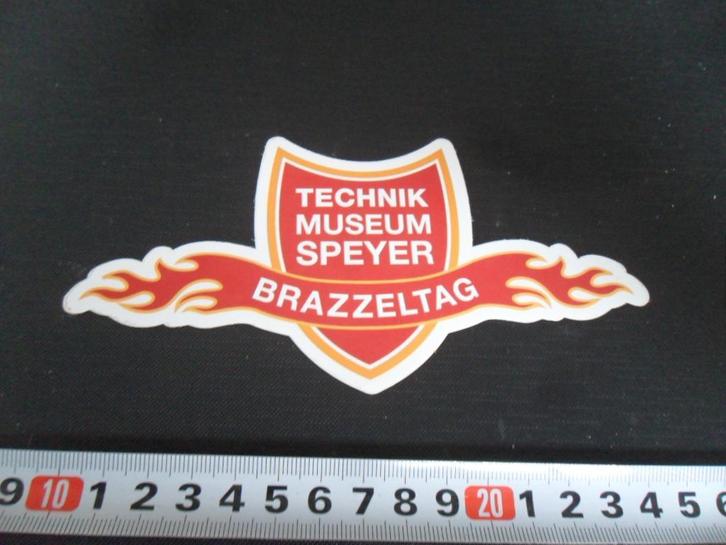 TECHNIK
MUSEUM
SPEYER
BRAZZELTAG
9 10 1 2 3 4 5 6 7 8 9 20 1 2 3 4 5 6